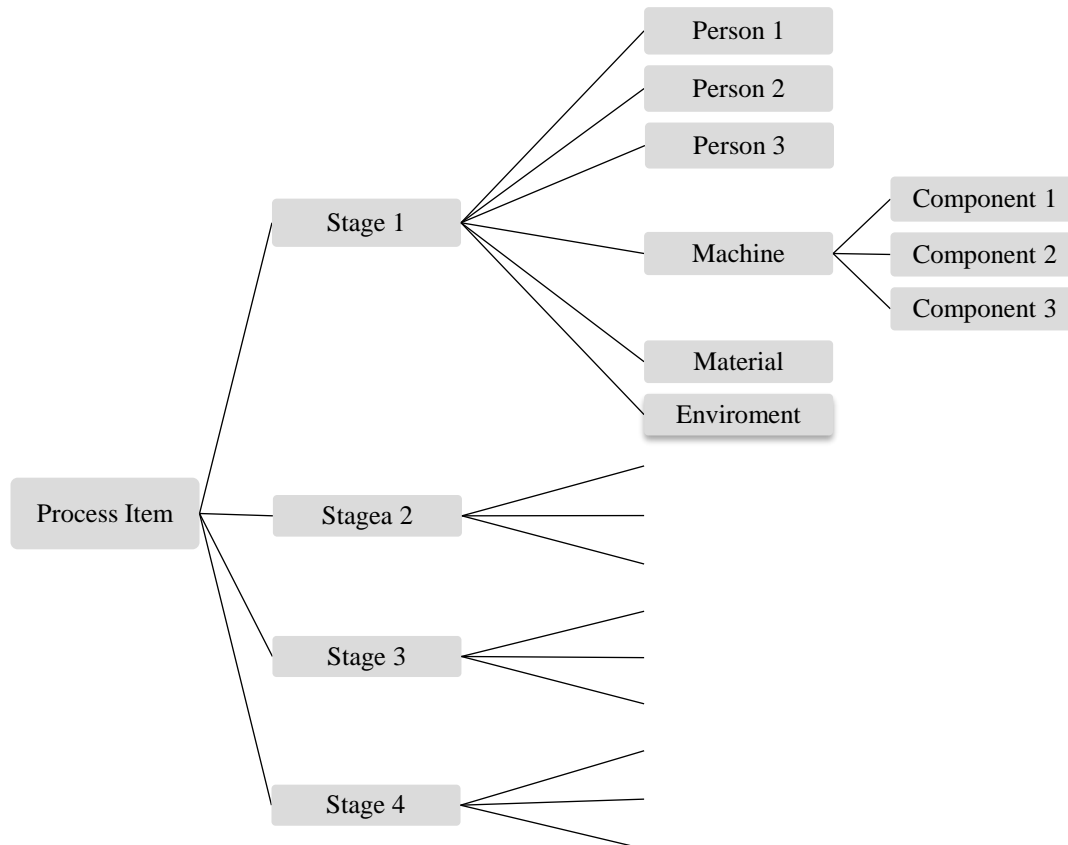 Person 1
Person 2
Person 3
Component 1
Stage 1
Machine
Component 2
Component 3
Material
Enviroment
Process Item
Stagea 2
Stage 3
Stage 4